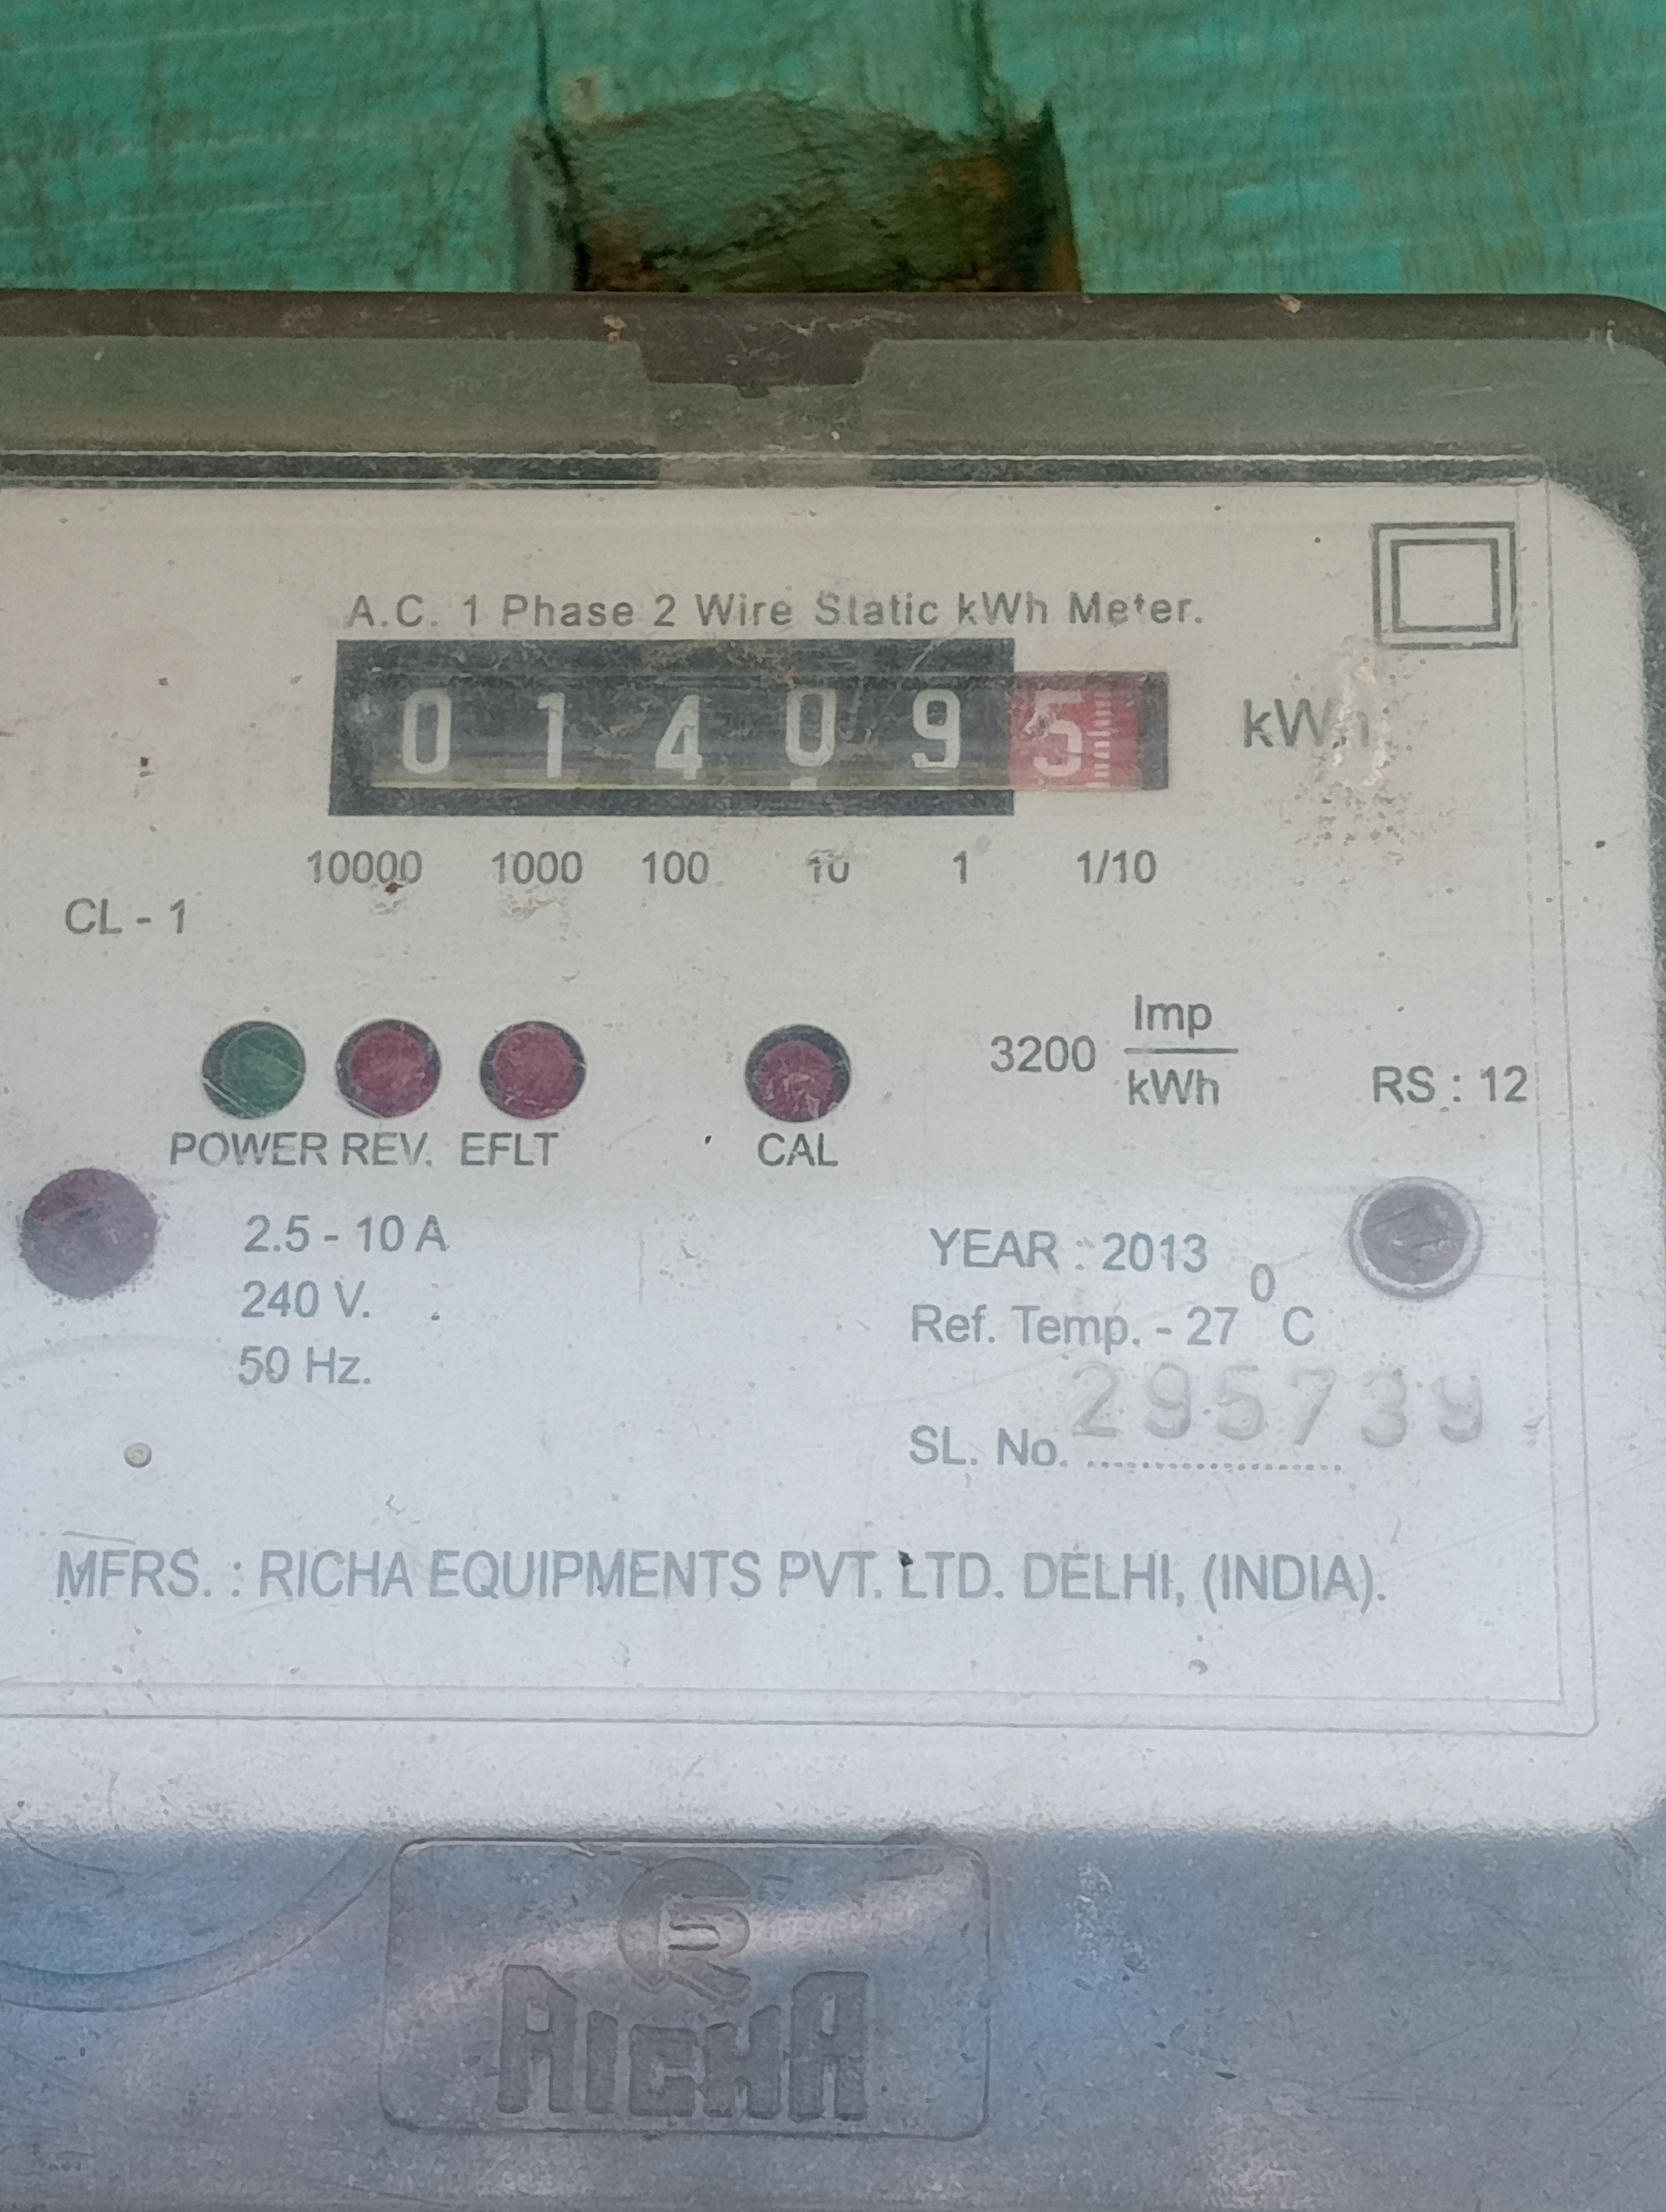 A.C. 1 Phase 2 Wire Static kWh Meter.
0 1 4 0 9 5 kWh
10000 1000 100 10 1 1/10
CL - 1
3200 Imp/kWh
RS : 12
POWER REV. EFLT CAL
2.5 - 10 A
240 V.
50 Hz.
YEAR : 2013
Ref. Temp. - 27 0 C
SL. No. 295739
MFRS. : RICHA EQUIPMENTS PVT. LTD. DELHI, (INDIA).
RICHA